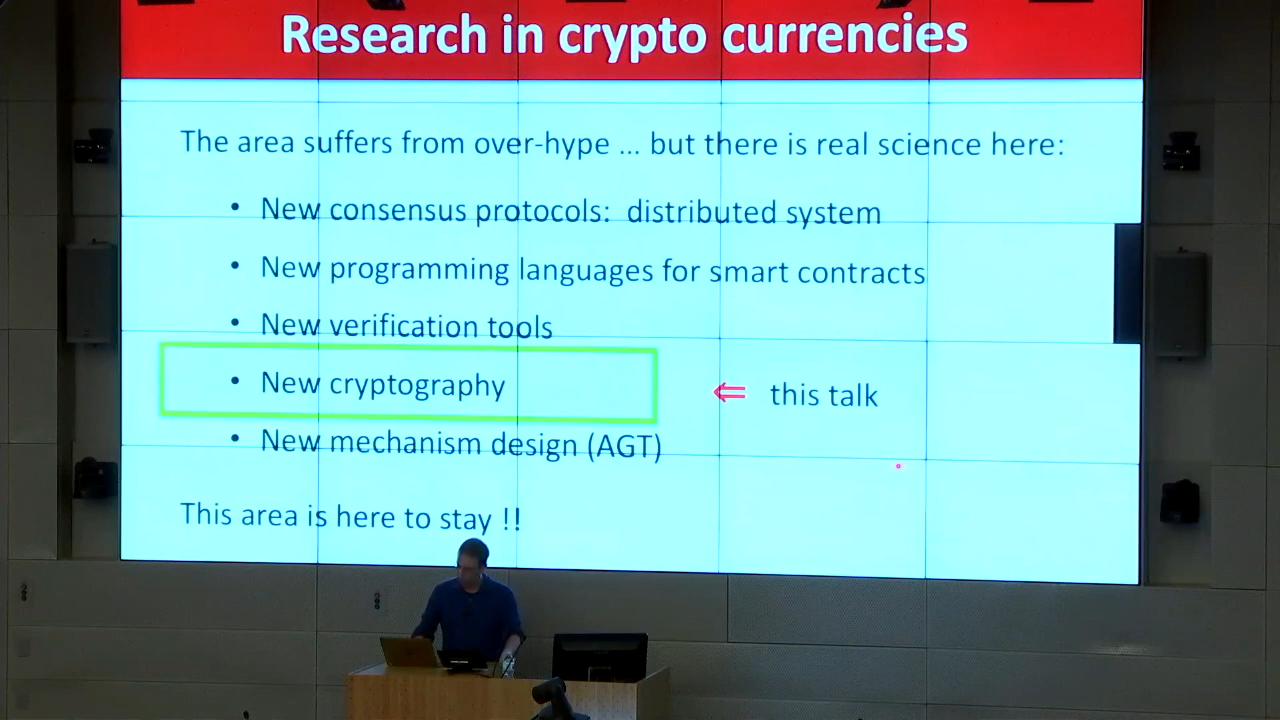 Research in crypto currencies
The area suffers from over-hype ... but there is real science here:
• New consensus protocols: distributed system
• New programming languages for smart contracts
• New verification tools
• New cryptography ⇐ this talk
• New mechanism design (AGT)
This area is here to stay !!